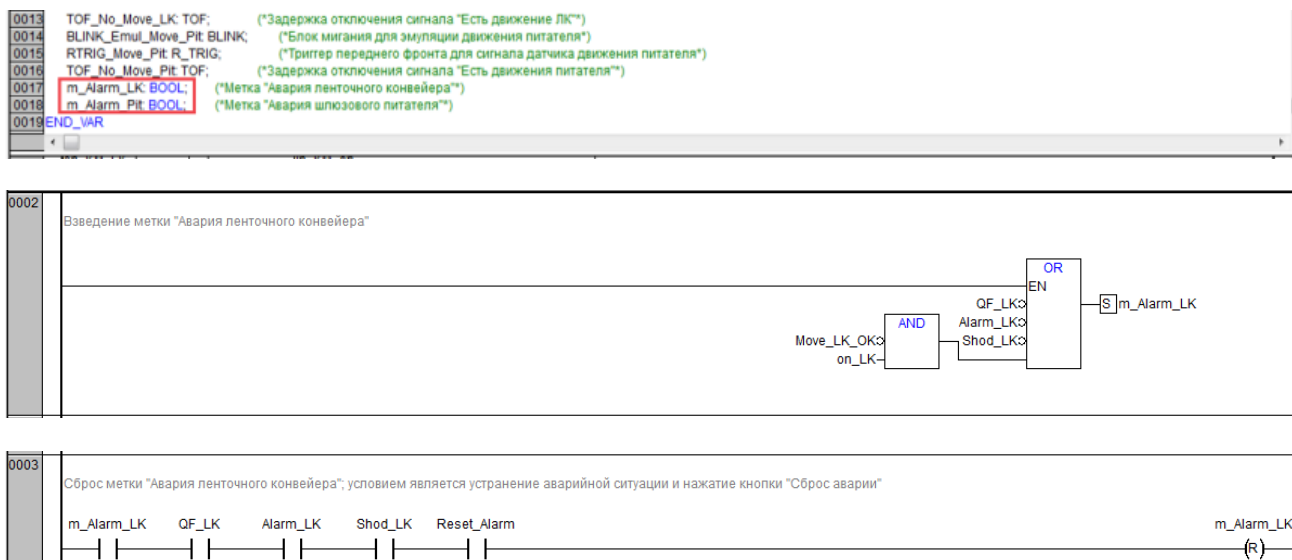 0013 TOF_No_Move_LK: TOF; (*Задержка отключения сигнала "Есть движение ЛК"*)
0014 BLINK_Emul_Move_Pit: BLINK; (*Блок мигания для эмуляции движения питателя*)
0015 RTRIG_Move_Pit: R_TRIG; (*Триггер переднего фронта для сигнала датчика движения питателя*)
0016 TOF_No_Move_Pit: TOF; (*Задержка отключения сигнала "Есть движения питателя"*)
0017 m_Alarm_LK: BOOL; (*Метка "Авария ленточного конвейера"*)
0018 m_Alarm_Pit: BOOL; (*Метка "Авария шлюзового питателя"*)
0019 END_VAR
0002
Взведение метки "Авария ленточного конвейера"
OR
EN
QF_LK
S m_Alarm_LK
AND
Alarm_LK
Move_LK_OK
Shod_LK
on_LK
0003
Сброс метки "Авария ленточного конвейера"; условием является устранение аварийной ситуации и нажатие кнопки "Сброс аварии"
m_Alarm_LK QF_LK Alarm_LK Shod_LK Reset_Alarm m_Alarm_LK
(R)